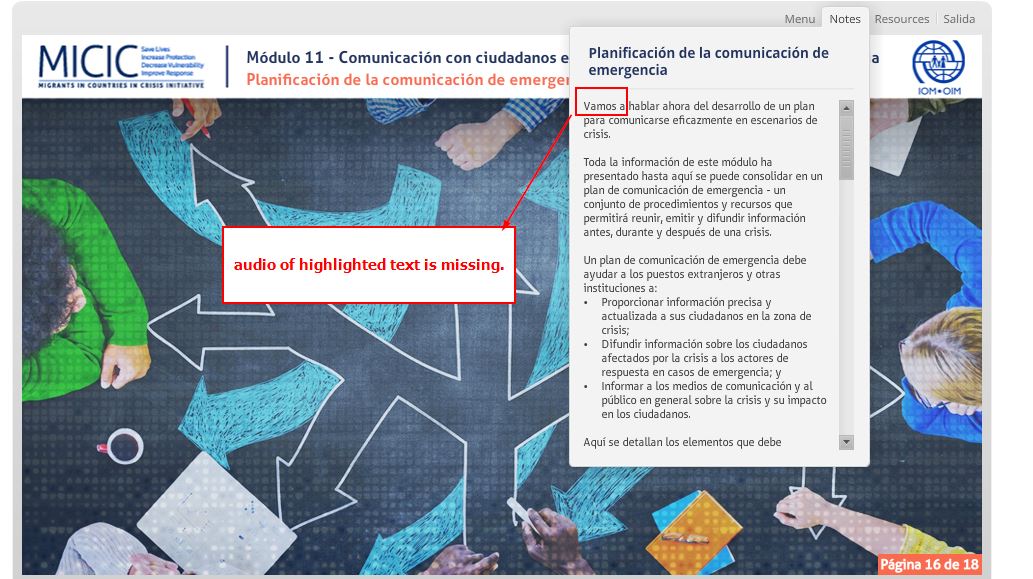 Menu Notes Resources Salida
MICIC
Save Lives
Increase Protection
Decrease Vulnerability
Improve Response
MIGRANTS IN COUNTRIES IN CRISIS INITIATIVE
Módulo 11 - Comunicación con ciudadanos e
a
Planificación de la comunicación de emerge
IOM•OIM
Planificación de la comunicación de
emergencia
Vamos a hablar ahora del desarrollo de un plan
para comunicarse eficazmente en escenarios de
crisis.
Toda la información de este módulo ha
presentado hasta aquí se puede consolidar en un
plan de comunicación de emergencia - un
conjunto de procedimientos y recursos que
permitirá reunir, emitir y difundir información
antes, durante y después de una crisis.
Un plan de comunicación de emergencia debe
ayudar a los puestos extranjeros y otras
instituciones a:
• Proporcionar información precisa y
actualizada a sus ciudadanos en la zona de
crisis;
• Difundir información sobre los ciudadanos
afectados por la crisis a los actores de
respuesta en casos de emergencia; y
• Informar a los medios de comunicación y al
público en general sobre la crisis y su impacto
en los ciudadanos.
Aquí se detallan los elementos que debe
audio of highlighted text is missing.
Página 16 de 18